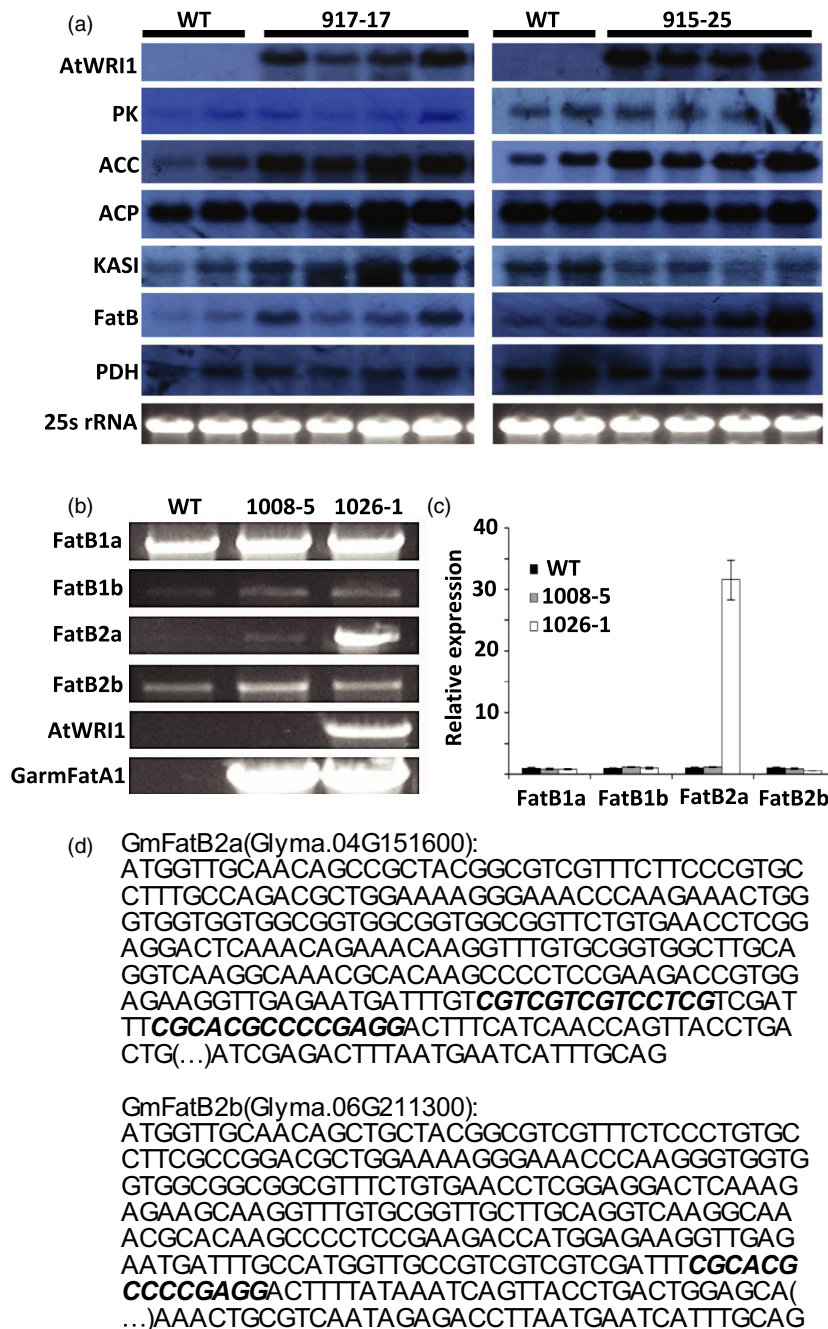 (a)
WT 917-17 WT 915-25
AtWRI1
PK
ACC
ACP
KASI
FatB
PDH
25s rRNA
(b) WT 1008-5 1026-1 (c)
FatB1a
FatB1b
FatB2a
FatB2b
AtWRI1
GarmFatA1
Relative expression
40
30
20
10
WT
1008-5
1026-1
FatB1a FatB1b FatB2a FatB2b
(d) GmFatB2a(Glyma.04G151600):
ATGGTTGCAACAGCCGCTACGGCGTCGTTTCTTCCCGTGC
CTTTGCCAGACGCTGGAAAAGGGAAACCCAAGAAACTGG
GTGGTGGTGGCGGTGGCGGTGGCGGTTCTGTGAACCTCGG
AGGACTCAAACAGAAACAAGGTTTGTGCGGTGGCTTGCA
GGTCAAGGCAAACGCACAAGCCCCTCCGAAGACCGTGG
AGAAGGTTGAGAATGATTTGTCGTCGTCGTCCTCGTCGAT
TTCGCACGCCCCGAGGACTTTCATCAACCAGTTACCTGA
CTG(...)ATCGAGACTTTAATGAATCATTTGCAG
GmFatB2b(Glyma.06G211300):
ATGGTTGCAACAGCTGCTACGGCGTCGTTTCTCCCTGTGC
CTTCGCCGGACGCTGGAAAAGGGAAACCCAAGGGTGGTG
GTGGCGGCGGCGTTTCTGTGAACCTCGGAGGACTCAAAG
AGAAGCAAGGTTTGTGCGGTTGCTTGCAGGTCAAGGCAA
ACGCACAAGCCCCTCCGAAGACCATGGAGAAGGTTGAG
AATGATTTGCCATGGTTGCCGTCGTCGTCGATTTCGCACG
CCCCGAGGACTTTTATAAATCAGTTACCTGACTGGAGCA(
...)AAACTGCGTCAATAGAGACCTTAATGAATCATTTGCAG